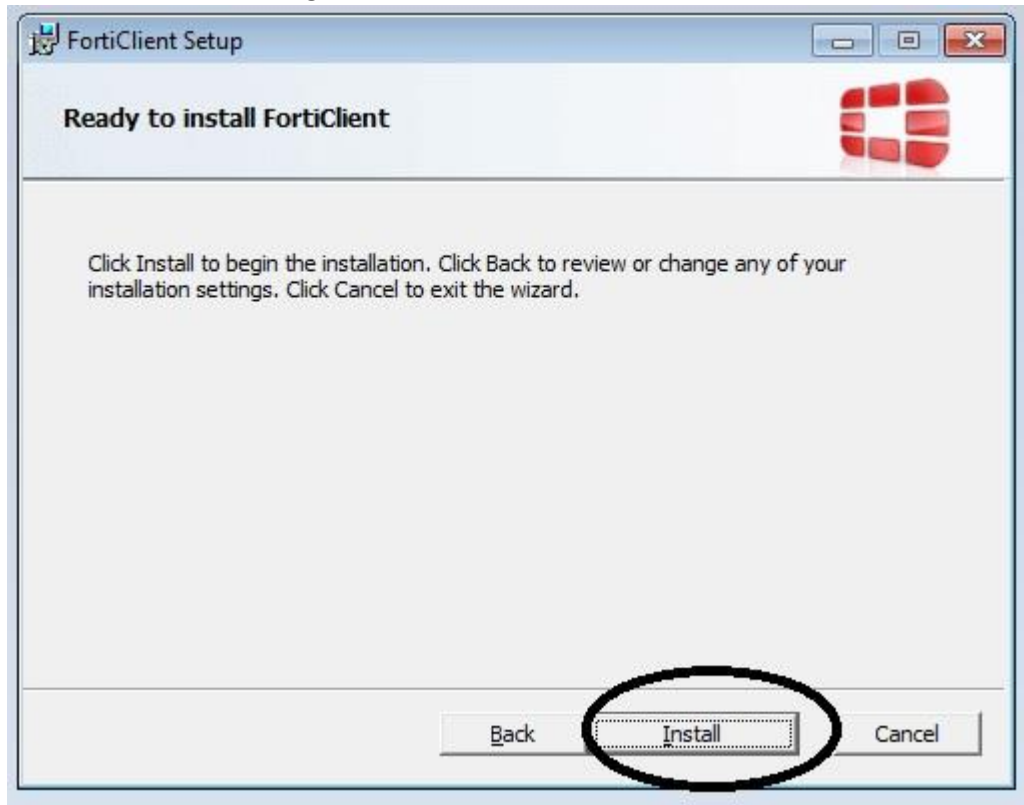 FortiClient Setup
Ready to install FortiClient
Click Install to begin the installation. Click Back to review or change any of your
installation settings. Click Cancel to exit the wizard.
Back
Install
Cancel